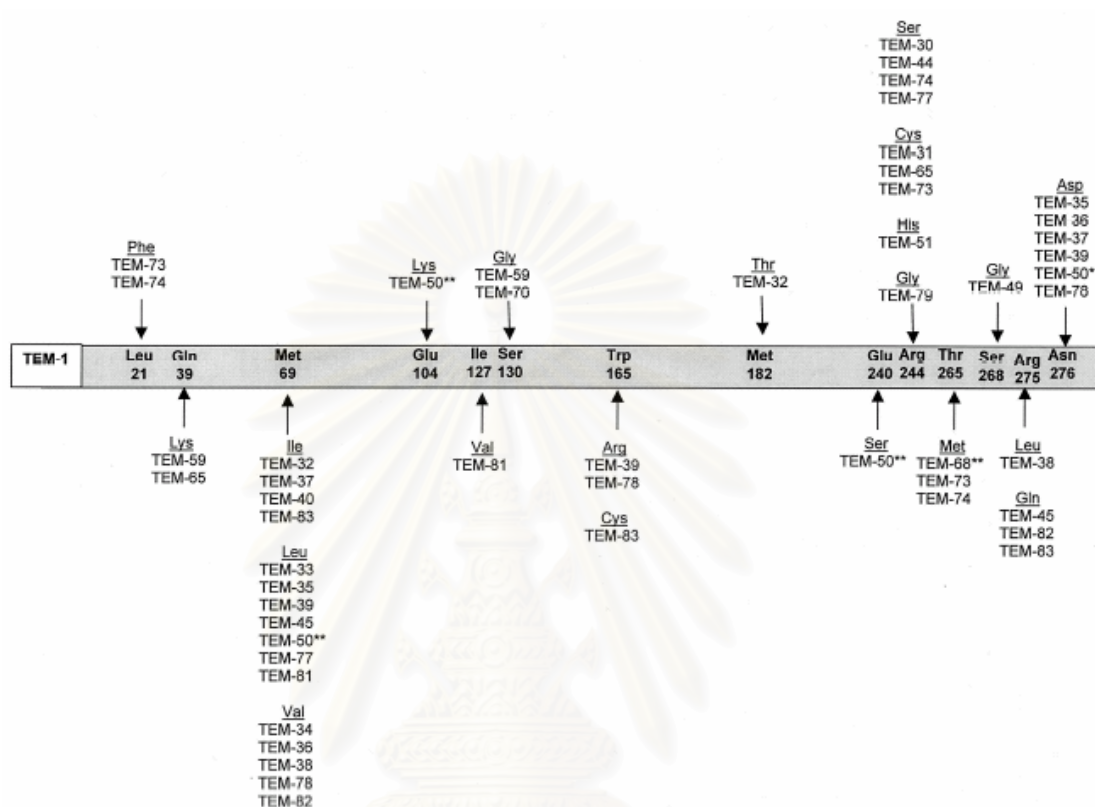 Ser
TEM-30
TEM-44
TEM-74
TEM-77
Cys
TEM-31
TEM-65
TEM-73
His
TEM-51
Gly
TEM-79
Asp
TEM-35
TEM 36
TEM-37
TEM-39
TEM-50*
TEM-78
Phe
TEM-73
TEM-74
Lys
TEM-50**
Gly
TEM-59
TEM-70
Thr
TEM-32
Gly
TEM-49
TEM-1
Leu Gln Met Glu Ile Ser Trp Met Glu Arg Thr Ser Arg Asn
21 39 69 104 127 130 165 182 240 244 265 268 275 276
Lys
TEM-59
TEM-65
Ile
TEM-32
TEM-37
TEM-40
TEM-83
Leu
TEM-33
TEM-35
TEM-39
TEM-45
TEM-50**
TEM-77
TEM-81
Val
TEM-34
TEM-36
TEM-38
TEM-78
TEM-82
Val
TEM-81
Arg
TEM-39
TEM-78
Cys
TEM-83
Ser
TEM-50**
Met
TEM-68**
TEM-73
TEM-74
Leu
TEM-38
Gln
TEM-45
TEM-82
TEM-83